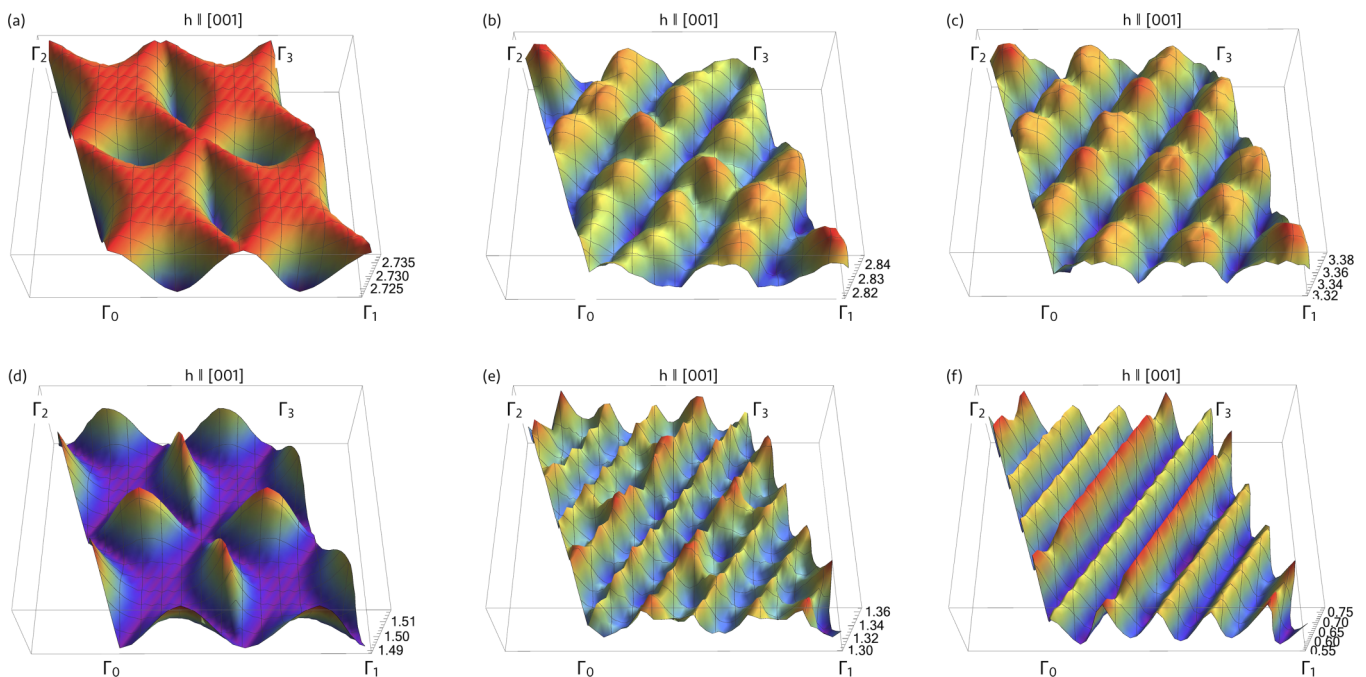 (a)
h ∥ [001]
Γ2
Γ3
2.735
2.730
2.725
Γ0
Γ1
(b)
h ∥ [001]
Γ2
Γ3
2.84
2.83
2.82
Γ0
Γ1
(c)
h ∥ [001]
Γ2
Γ3
3.38
3.36
3.34
3.32
Γ0
Γ1
(d)
h ∥ [001]
Γ2
Γ3
1.51
1.50
1.49
Γ0
Γ1
(e)
h ∥ [001]
Γ2
Γ3
1.36
1.34
1.32
1.30
Γ0
Γ1
(f)
h ∥ [001]
Γ2
Γ3
0.75
0.70
0.65
0.60
0.55
Γ0
Γ1